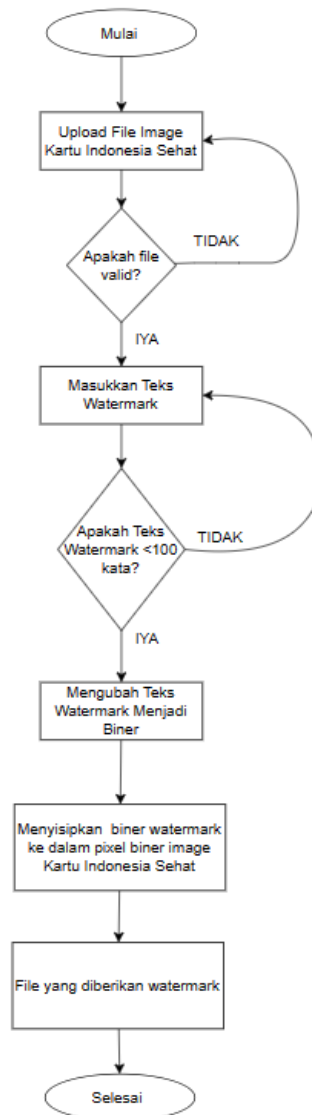 Mulai
Upload File Image
Kartu Indonesia Sehat
Apakah file
valid?
TIDAK
IYA
Masukkan Teks
Watermark
Apakah Teks
Watermark <100
kata?
TIDAK
IYA
Mengubah Teks
Watermark Menjadi
Biner
Menyisipkan biner watermark
ke dalam pixel biner image
Kartu Indonesia Sehat
File yang diberikan watermark
Selesai